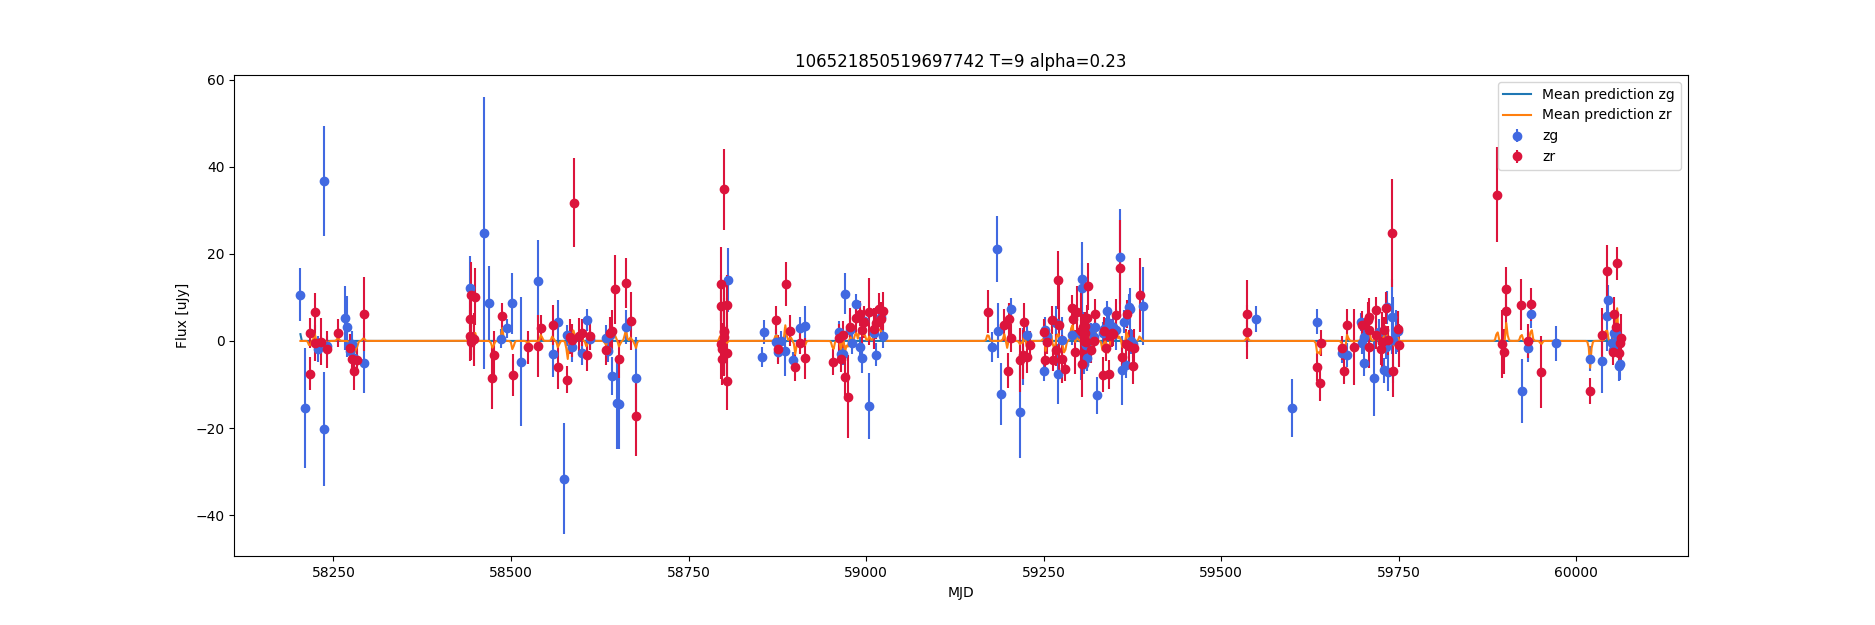 106521850519697742 T=9 alpha=0.23
60
40
20
0
−20
−40
Flux [uJy]
58250
58500
58750
59000
59250
59500
59750
60000
MJD
Mean prediction zg
Mean prediction zr
zg
zr